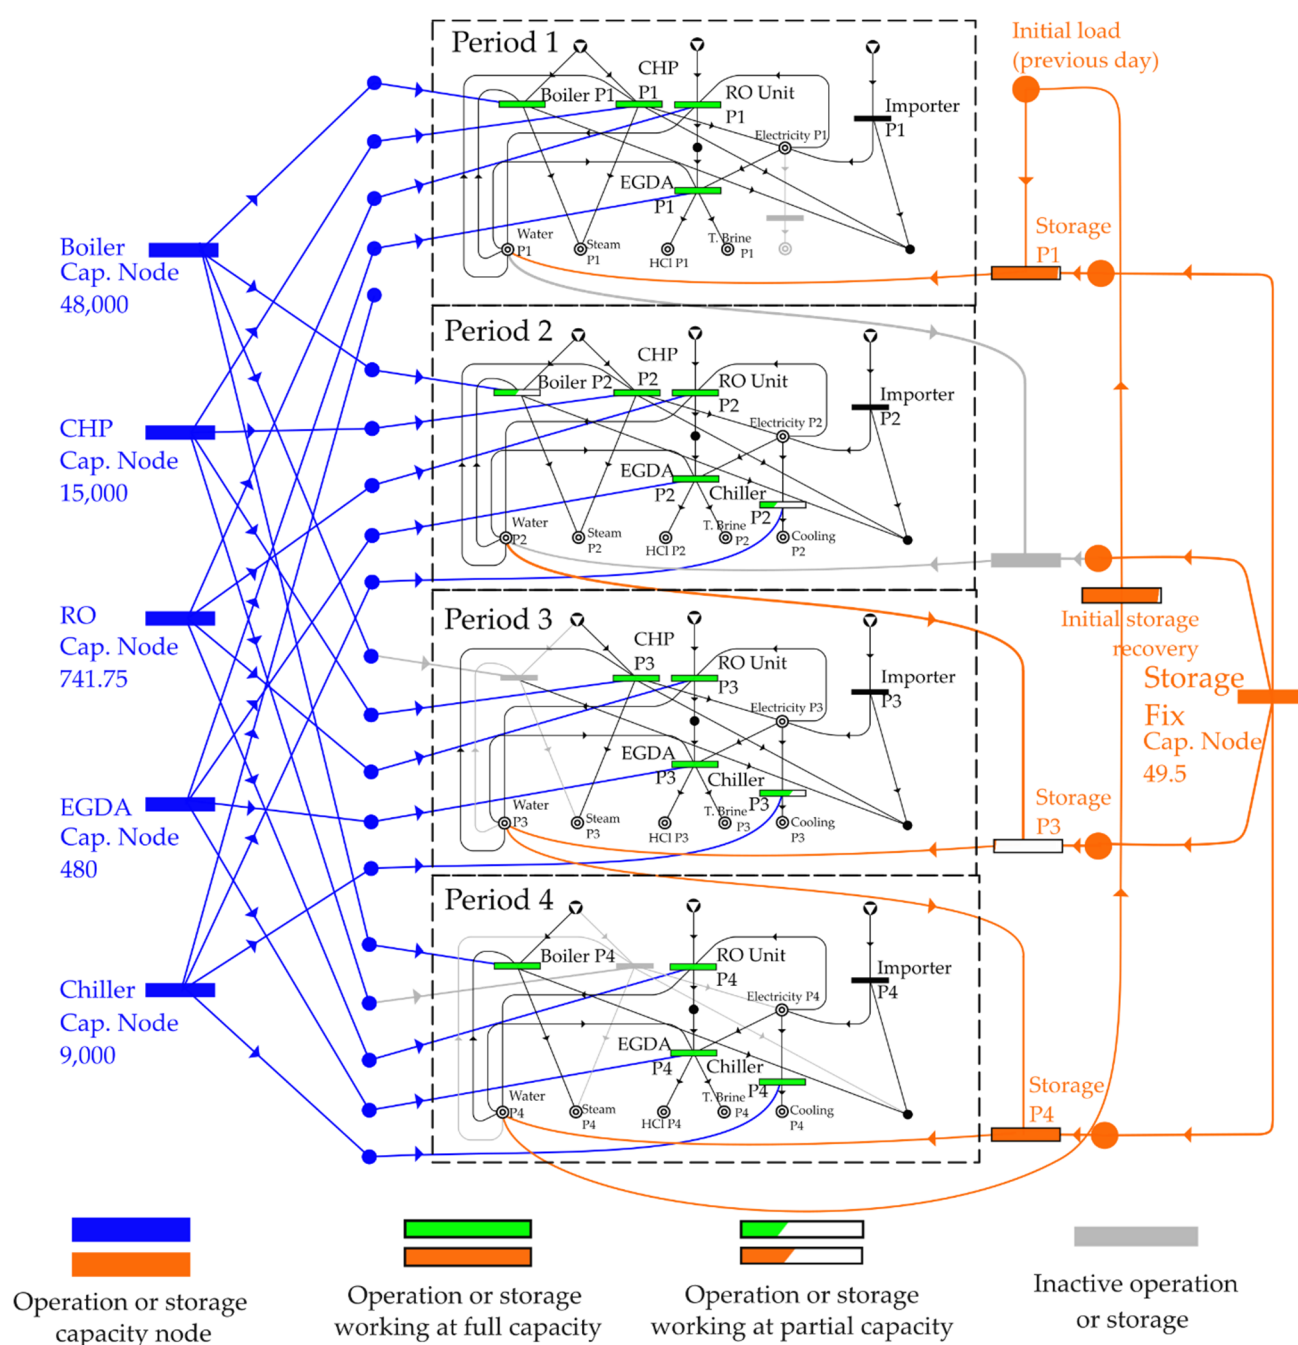 Initial load
(previous day)
Period 1
CHP
P1
Boiler P1
RO Unit
P1
Importer
P1
Electricity P1
EGDA
P1
Water
P1
Steam
P1
HCl P1
T. Brine
P1
Storage
P1
Boiler
Cap. Node
48,000
Period 2
CHP
P2
Boiler P2
RO Unit
P2
Importer
P2
Electricity P2
EGDA
P2
Chiller
P2
Water
P2
Steam
P2
HCl P2
T. Brine
P2
Cooling
P2
CHP
Cap. Node
15,000
Initial storage
recovery
Storage
Fix
Cap. Node
49.5
RO
Cap. Node
741.75
Period 3
CHP
P3
RO Unit
P3
Importer
P3
Electricity P3
EGDA
P3
Chiller
P3
Water
P3
Steam
P3
HCl P3
T. Brine
P3
Cooling
P3
Storage
P3
EGDA
Cap. Node
480
Period 4
Boiler P4
RO Unit
P4
Importer
P4
Electricity P4
EGDA
P4
Chiller
P4
Water
P4
Steam
P4
HCl P4
T. Brine
P4
Cooling
P4
Storage
P4
Chiller
Cap. Node
9,000
Operation or storage
capacity node
Operation or storage
working at full capacity
Operation or storage
working at partial capacity
Inactive operation
or storage